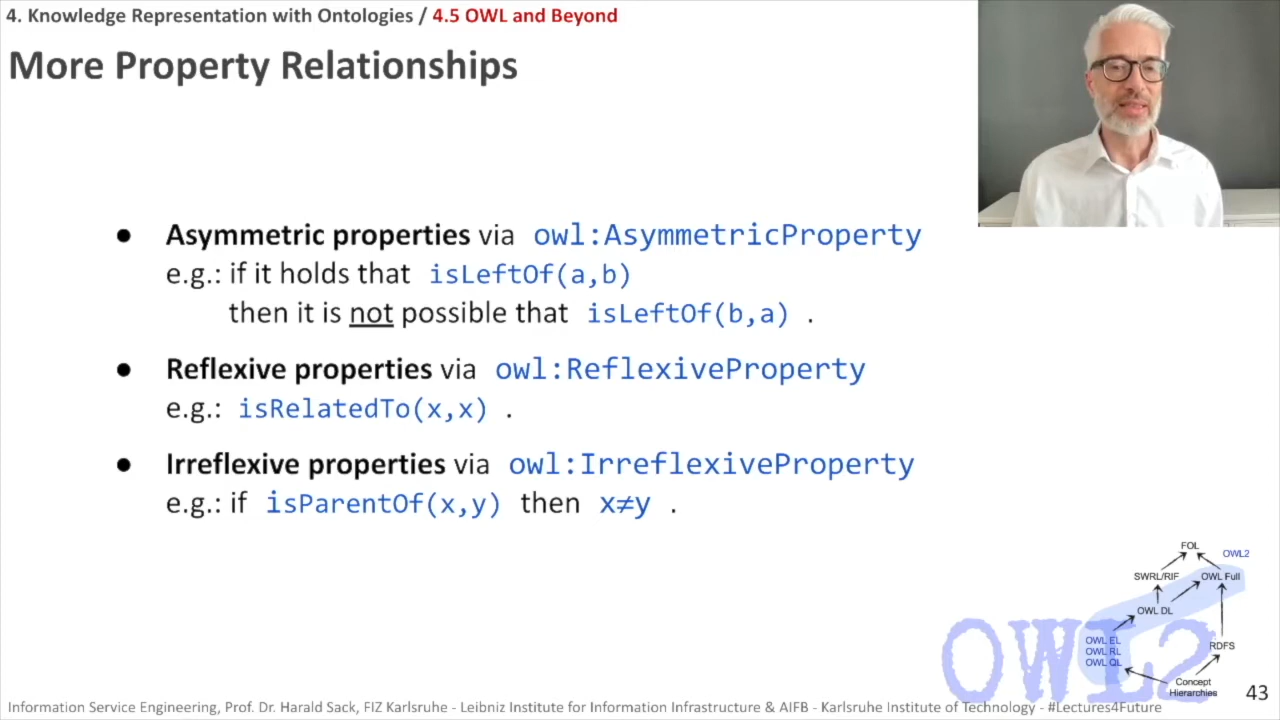 4. Knowledge Representation with Ontologies / 4.5 OWL and Beyond
More Property Relationships
● Asymmetric properties via owl:AsymmetricProperty
e.g.: if it holds that isLeftOf(a,b)
then it is not possible that isLeftOf(b,a) .
● Reflexive properties via owl:ReflexiveProperty
e.g.: isRelatedTo(x,x) .
● Irreflexive properties via owl:IrreflexiveProperty
e.g.: if isParentOf(x,y) then x≠y .
FOL
OWL2
SWRL/RIF
OWL Full
OWL DL
OWL EL
OWL RL
OWL QL
RDFS
Concept
Hierarchies
OWL2
43
Information Service Engineering, Prof. Dr. Harald Sack, FIZ Karlsruhe - Leibniz Institute for Information Infrastructure & AIFB - Karlsruhe Institute of Technology - #Lectures4Future